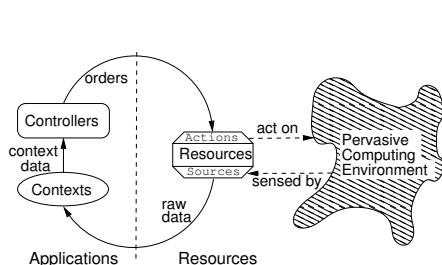 orders
Controllers
context
data
Contexts
Actions
Resources
Sources
raw
data
act on
sensed by
Pervasive
Computing
Environment
Applications
Resources